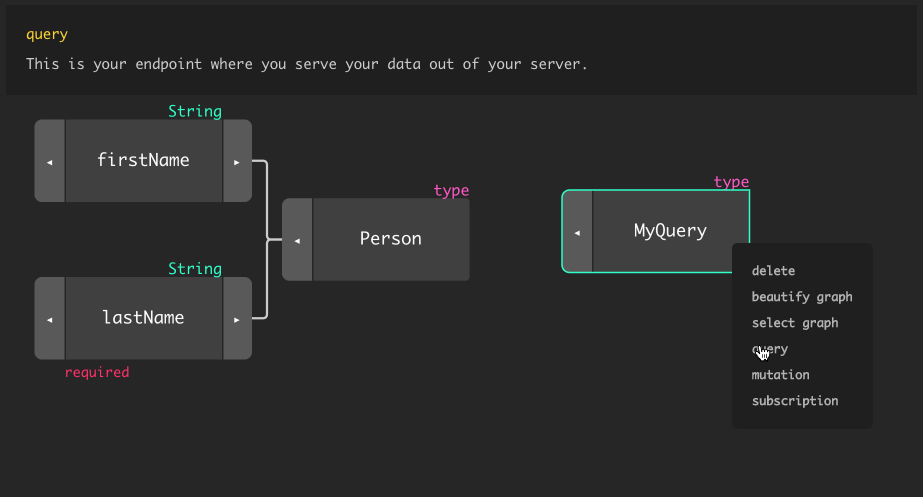 query
This is your endpoint where you serve your data out of your server.
String
firstName
type
Person
String
lastName
required
type
MyQuery
delete
beautify graph
select graph
query
mutation
subscription